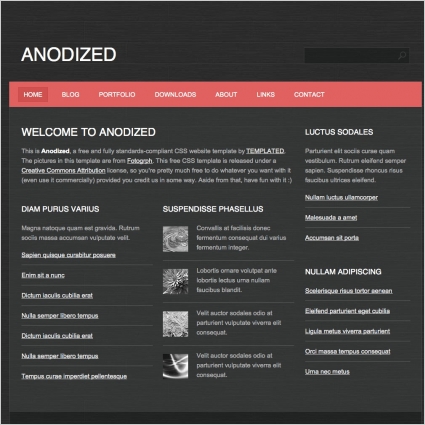 ANODIZED
HOME BLOG PORTFOLIO DOWNLOADS ABOUT LINKS CONTACT
WELCOME TO ANODIZED
This is Anodized, a free and fully standards-compliant CSS website template by TEMPLATED.
The pictures in this template are from Fotogrph. This free CSS template is released under a
Creative Commons Attribution license, so you're pretty much free to do whatever you want with it
(even use it commercially) provided you credit us in some way. Aside from that, have fun with it :)
DIAM PURUS VARIUS
Magna natoque quam est gravida. Rutrum
sociis massa accumsan vulputate velit.
Sapien quisque curabitur posuere
Enim sit a nunc
Dictum iaculis cubilia erat
Nulla semper libero tempus
Dictum iaculis cubilia erat
Nulla semper libero tempus
Tempus curae imperdiet pellentesque
SUSPENDISSE PHASELLUS
Convallis at facilisis donec
fermentum consequat dui varius
fermentum integer.
Lobortis ornare volutpat ante
lobortis lectus urna nullam
faucibus blandit.
Velit auctor sodales odio at
parturient vulputate viverra elit
consequat.
Velit auctor sodales odio at
parturient vulputate viverra elit
consequat.
LUCTUS SODALES
Parturient elit sociis curae quam
vestibulum. Rutrum eleifend semper
sapien. Suspendisse rhoncus risus
faucibus ultrices eleifend.
Nullam luctus ullamcorper
Malesuada a amet
Accumsan sit porta
NULLAM ADIPISCING
Scelerisque risus tortor aenean
Eleifend parturient eget cubilia
Ligula metus viverra parturient
Orci massa tempus consequat
Urna nec metus